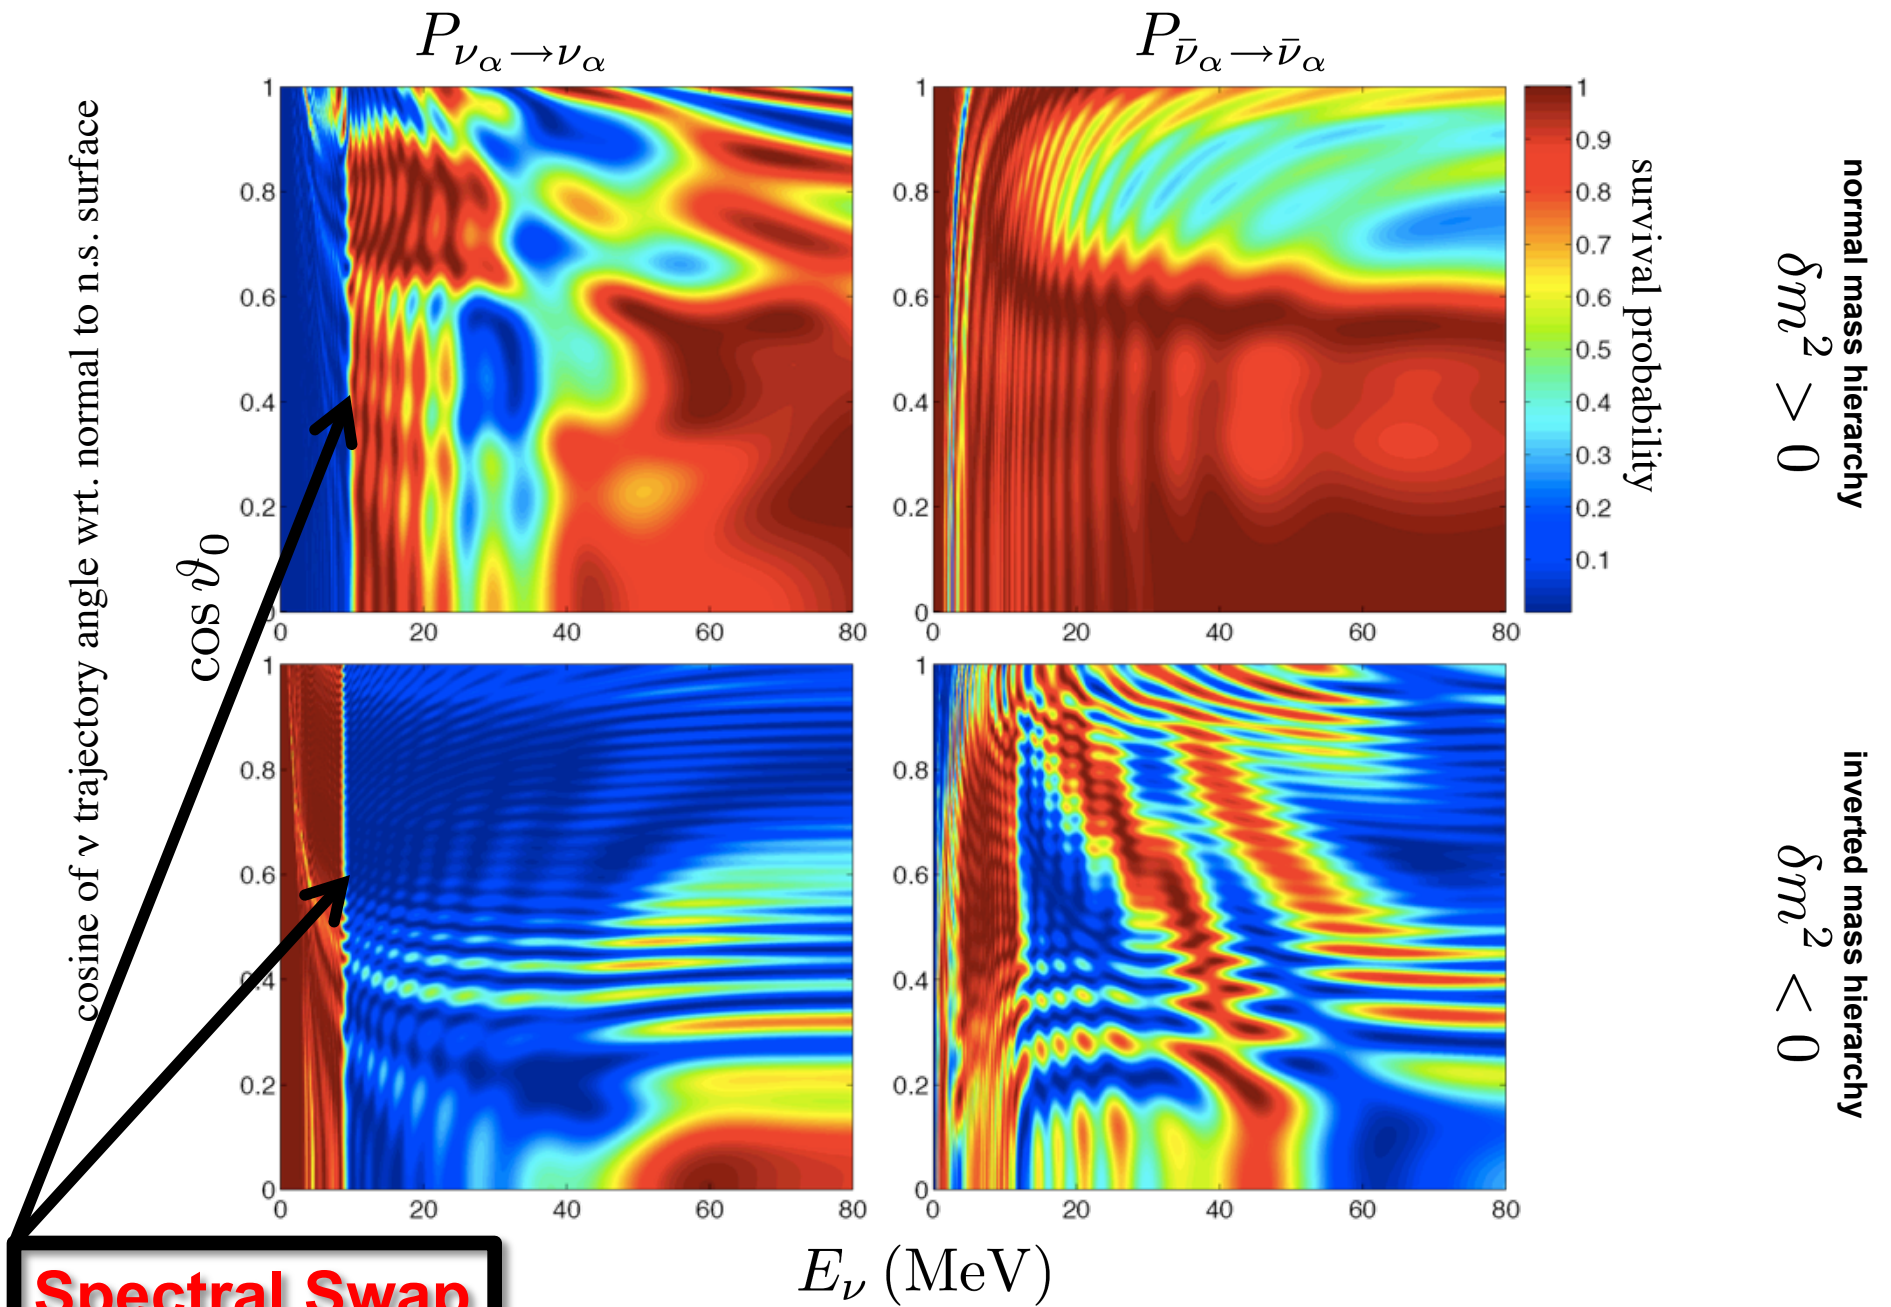 P_{ν_α→ν_α}
P_{ν̄_α→ν̄_α}
cosine of ν trajectory angle wrt. normal to n.s. surface
cos ϑ₀
1
0.8
0.6
0.4
0.2
0
0 20 40 60 80
1
0.8
0.6
0.4
0.2
0
0 20 40 60 80
1
0.9
0.8
0.7
0.6
0.5
0.4
0.3
0.2
0.1
survival probability
normal mass hierarchy
δm² > 0
1
0.8
0.6
0.4
0.2
0
0 20 40 60 80
1
0.8
0.6
0.4
0.2
0
0 20 40 60 80
inverted mass hierarchy
δm² < 0
E_ν (MeV)
Spectral Swap